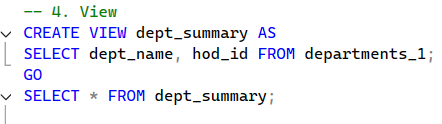 -- 4. View
CREATE VIEW dept_summary AS
SELECT dept_name, hod_id FROM departments_1;
GO
SELECT * FROM dept_summary;